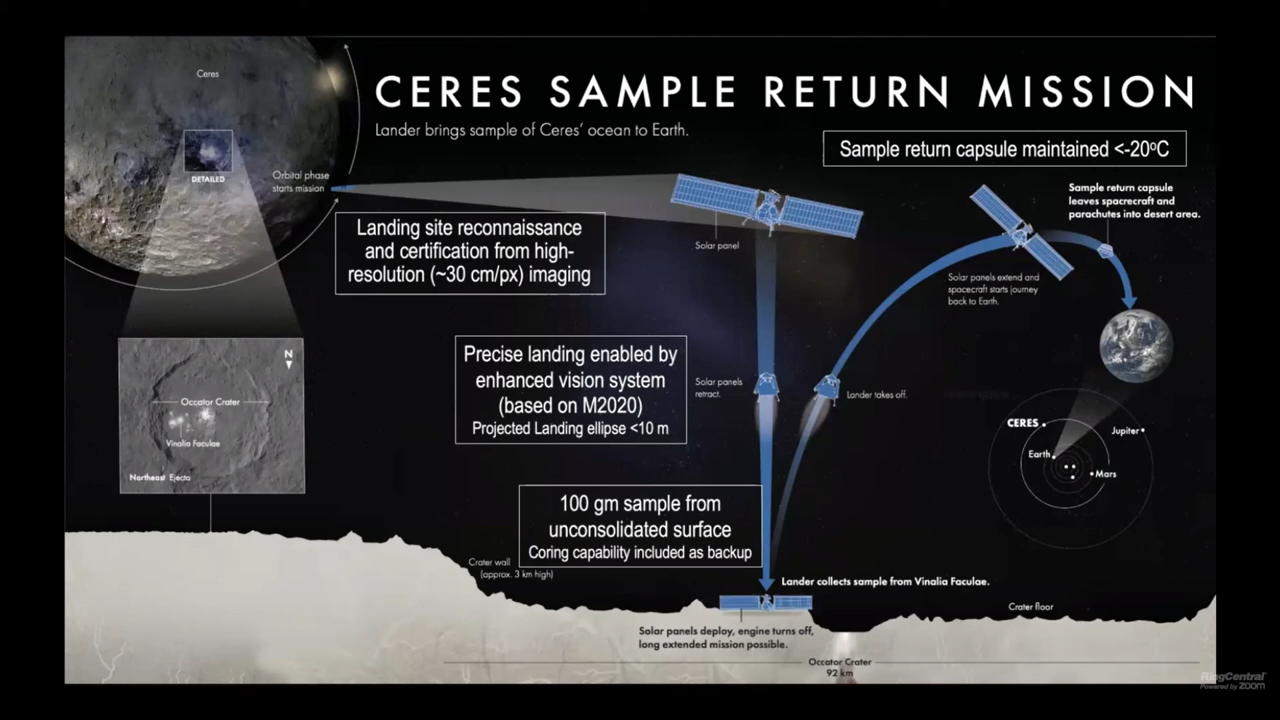 CERES SAMPLE RETURN MISSION
Lander brings sample of Ceres' ocean to Earth.
Sample return capsule maintained <-20ºC
Ceres
DETAILED
Orbital phase
starts mission
Landing site reconnaissance
and certification from high-
resolution (~30 cm/px) imaging
Solar panel
Sample return capsule
leaves spacecraft and
parachutes into desert area.
Solar panels extend and
spacecraft starts journey
back to Earth.
Precise landing enabled by
enhanced vision system
(based on M2020)
Projected Landing ellipse <10 m
Solar panels
retract.
Lander takes off.
N
Occator Crater
Vinalia Faculae
Northeast Ejecta
CERES
Jupiter
Earth
Mars
100 gm sample from
unconsolidated surface
Coring capability included as backup
Crater wall
(approx. 3 km high)
Lander collects sample from Vinalia Faculae.
Crater floor
Solar panels deploy, engine turns off,
long extended mission possible.
Occator Crater
92 km
RingCentral
Powered by zoom